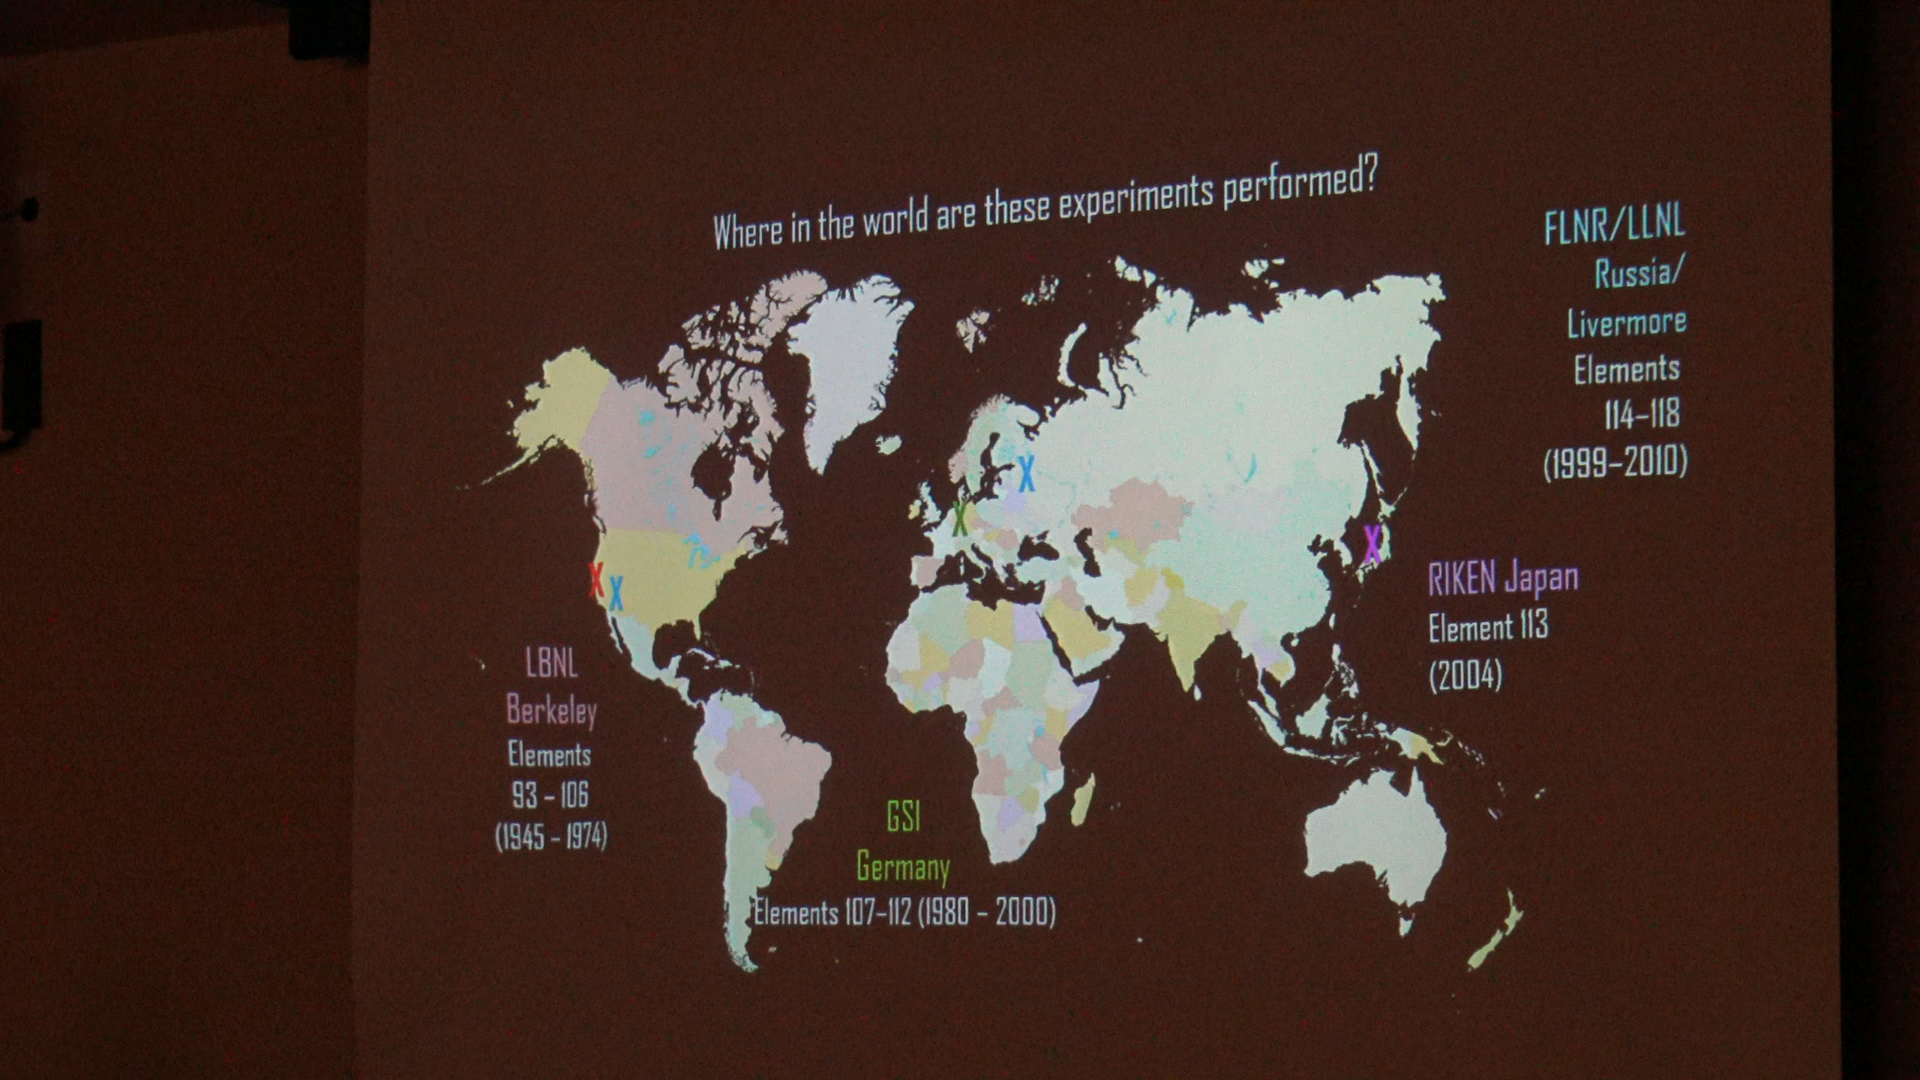 Where in the world are these experiments performed?
FLNR/LLNL
Russia/
Livermore
Elements
114–118
(1999–2010)
X
X
X
X
X
RIKEN Japan
Element 113
(2004)
LBNL
Berkeley
Elements
93 – 106
(1945 – 1974)
GSI
Germany
Elements 107–112 (1980 – 2000)